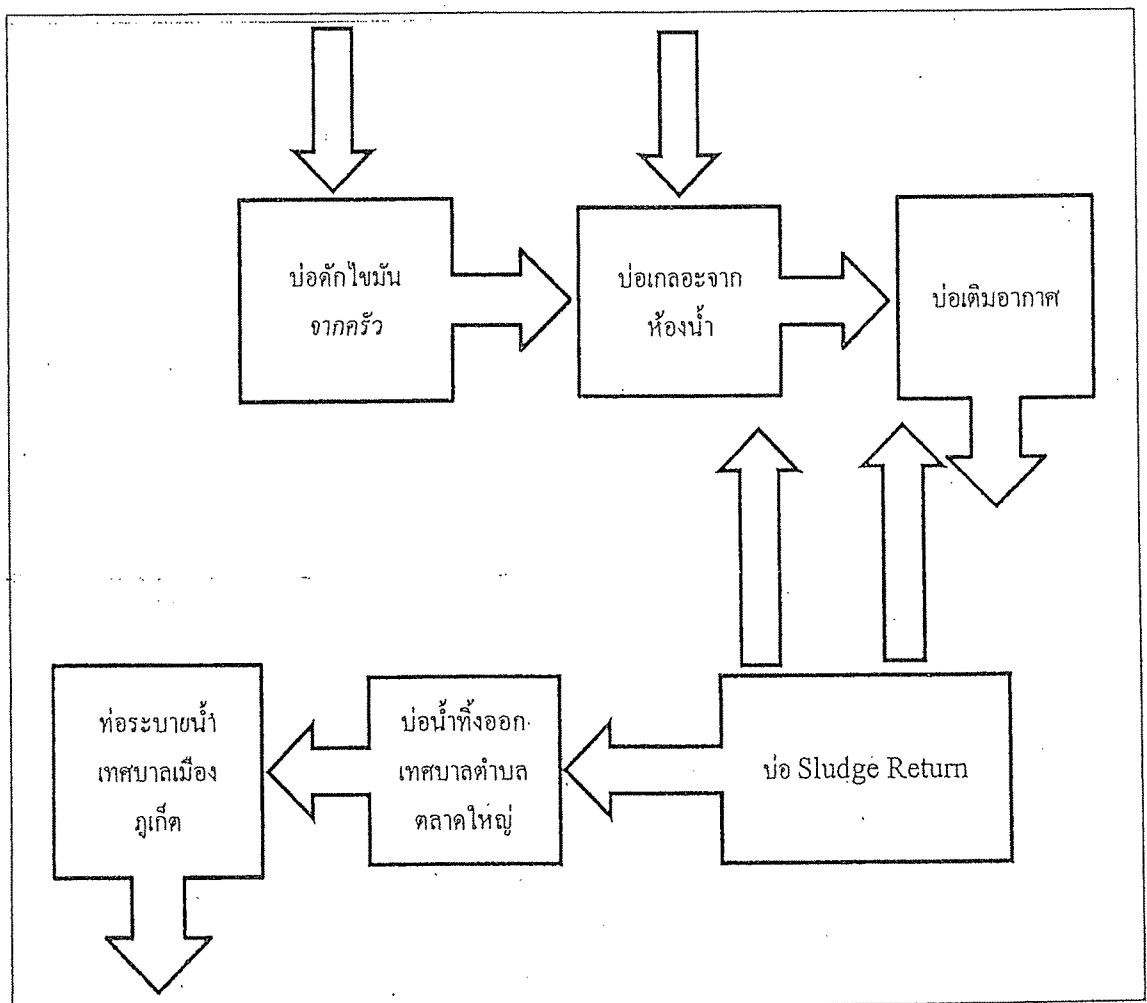 บ่อดักไขมัน
จากครัว
บ่อเกลอะจาก
ห้องน้ำ
บ่อเติมอากาศ
ท่อระบายน้ำ
เทศบาลเมือง
ภูเก็ต
บ่อน้ำทิ้งออก
เทศบาลตำบล
ตลาดใหญ่
บ่อ Sludge Return